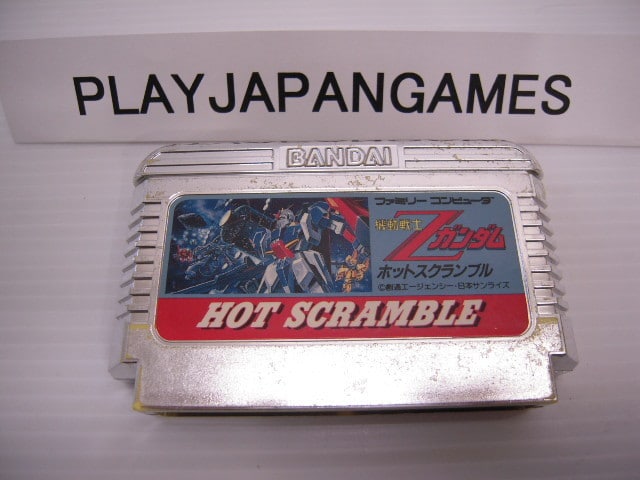 PLAYJAPANGAMES
BANDAI
ファミリー コンピュータ
機動戦士
Zガンダム
ホットスクランブル
©創通エージェンシー・日本サンライズ
HOT SCRAMBLE